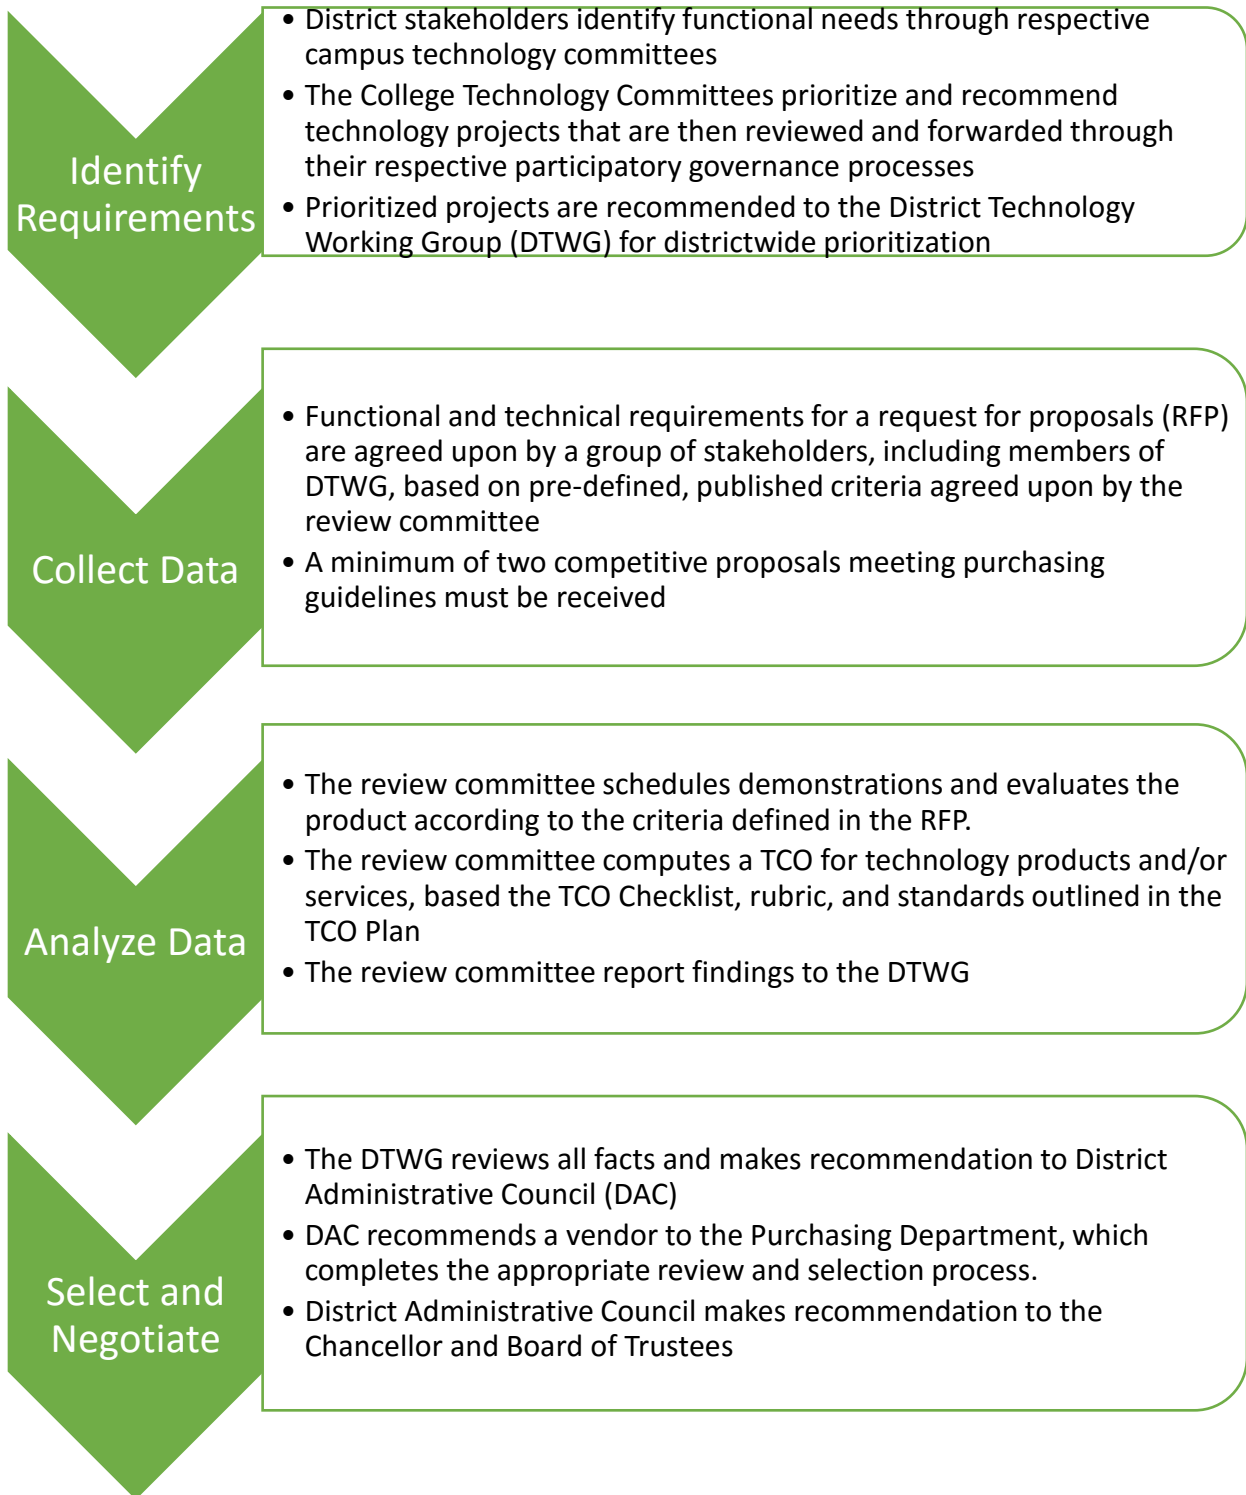 Identify
Requirements
• District stakeholders identify functional needs through respective
campus technology committees
• The College Technology Committees prioritize and recommend
technology projects that are then reviewed and forwarded through
their respective participatory governance processes
• Prioritized projects are recommended to the District Technology
Working Group (DTWG) for districtwide prioritization
Collect Data
• Functional and technical requirements for a request for proposals (RFP)
are agreed upon by a group of stakeholders, including members of
DTWG, based on pre-defined, published criteria agreed upon by the
review committee
• A minimum of two competitive proposals meeting purchasing
guidelines must be received
Analyze Data
• The review committee schedules demonstrations and evaluates the
product according to the criteria defined in the RFP.
• The review committee computes a TCO for technology products and/or
services, based the TCO Checklist, rubric, and standards outlined in the
TCO Plan
• The review committee report findings to the DTWG
Select and
Negotiate
• The DTWG reviews all facts and makes recommendation to District
Administrative Council (DAC)
• DAC recommends a vendor to the Purchasing Department, which
completes the appropriate review and selection process.
• District Administrative Council makes recommendation to the
Chancellor and Board of Trustees